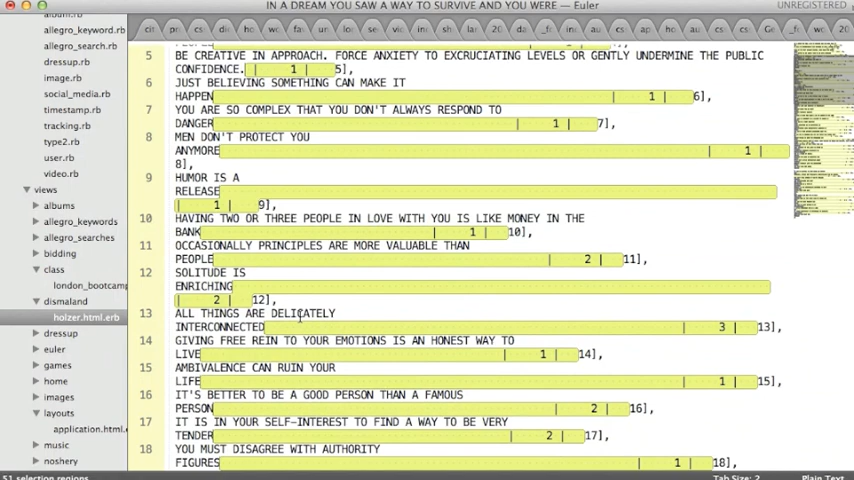 IN A DREAM YOU SAW A WAY TO SURVIVE AND YOU WERE — Euler
UNREGISTERED
allegro_keyword.rb
allegro_search.rb
dressup.rb
image.rb
social_media.rb
timestamp.rb
tracking.rb
type2.rb
user.rb
video.rb
views
albums
allegro_keywords
allegro_searches
bidding
class
london_bootcamp
dismaland
holzer.html.erb
dressup
euler
games
home
images
layouts
application.html.
music
noshery
5 BE CREATIVE IN APPROACH. FORCE ANXIETY TO EXCRUCIATING LEVELS OR GENTLY UNDERMINE THE PUBLIC
CONFIDENCE. | 1 | 5],
6 JUST BELIEVING SOMETHING CAN MAKE IT
HAPPEN | 1 | 6],
7 YOU ARE SO COMPLEX THAT YOU DON'T ALWAYS RESPOND TO
DANGER | 1 | 7],
8 MEN DON'T PROTECT YOU
ANYMORE | 1 |
8],
9 HUMOR IS A
RELEASE
| 1 | 9],
10 HAVING TWO OR THREE PEOPLE IN LOVE WITH YOU IS LIKE MONEY IN THE
BANK | 1 | 10],
11 OCCASIONALLY PRINCIPLES ARE MORE VALUABLE THAN
PEOPLE | 2 | 11],
12 SOLITUDE IS
ENRICHING
| 2 | 12],
13 ALL THINGS ARE DELICATELY
INTERCONNECTED | 3 | 13],
14 GIVING FREE REIN TO YOUR EMOTIONS IS AN HONEST WAY TO
LIVE | 1 | 14],
15 AMBIVALENCE CAN RUIN YOUR
LIFE | 1 | 15],
16 IT'S BETTER TO BE A GOOD PERSON THAN A FAMOUS
PERSON | 2 | 16],
17 IT IS IN YOUR SELF-INTEREST TO FIND A WAY TO BE VERY
TENDER | 2 | 17],
18 YOU MUST DISAGREE WITH AUTHORITY
FIGURES | 1 | 18],
51 selection regions
Tab Size: 2
Plain Text